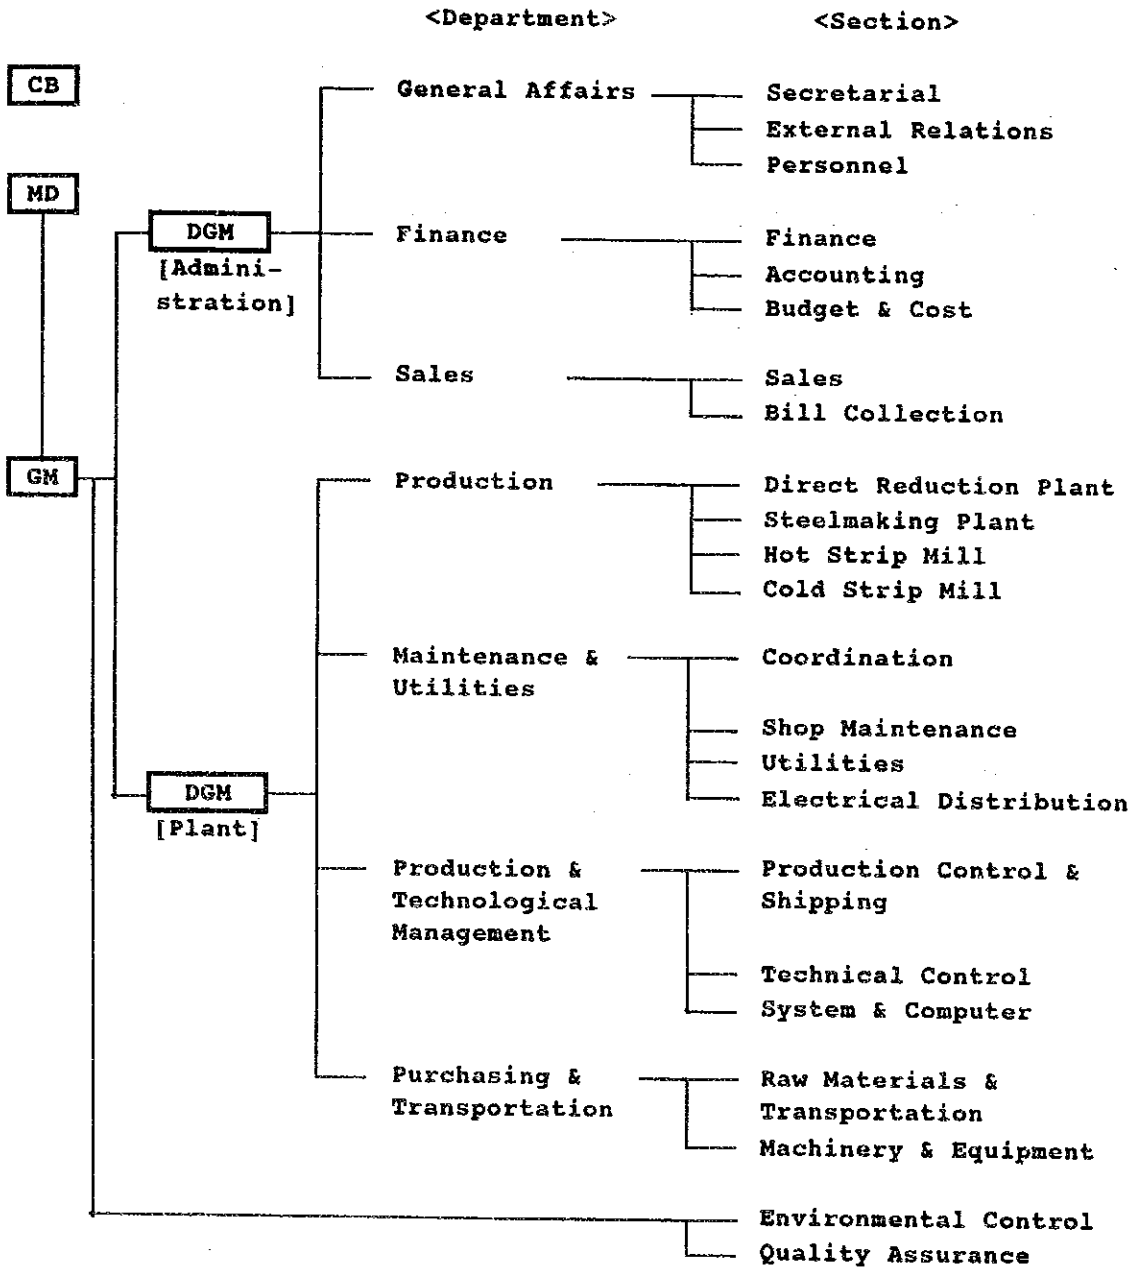 <Department> <Section>
CB
General Affairs Secretarial
External Relations
Personnel
MD
DGM Finance Finance
[Admini- Accounting
stration] Budget & Cost
Sales Sales
Bill Collection
GM Production Direct Reduction Plant
Steelmaking Plant
Hot Strip Mill
Cold Strip Mill
Maintenance & Coordination
Utilities
Shop Maintenance
Utilities
DGM Electrical Distribution
[Plant]
Production & Production Control &
Technological Shipping
Management
Technical Control
System & Computer
Purchasing & Raw Materials &
Transportation Transportation
Machinery & Equipment
Environmental Control
Quality Assurance